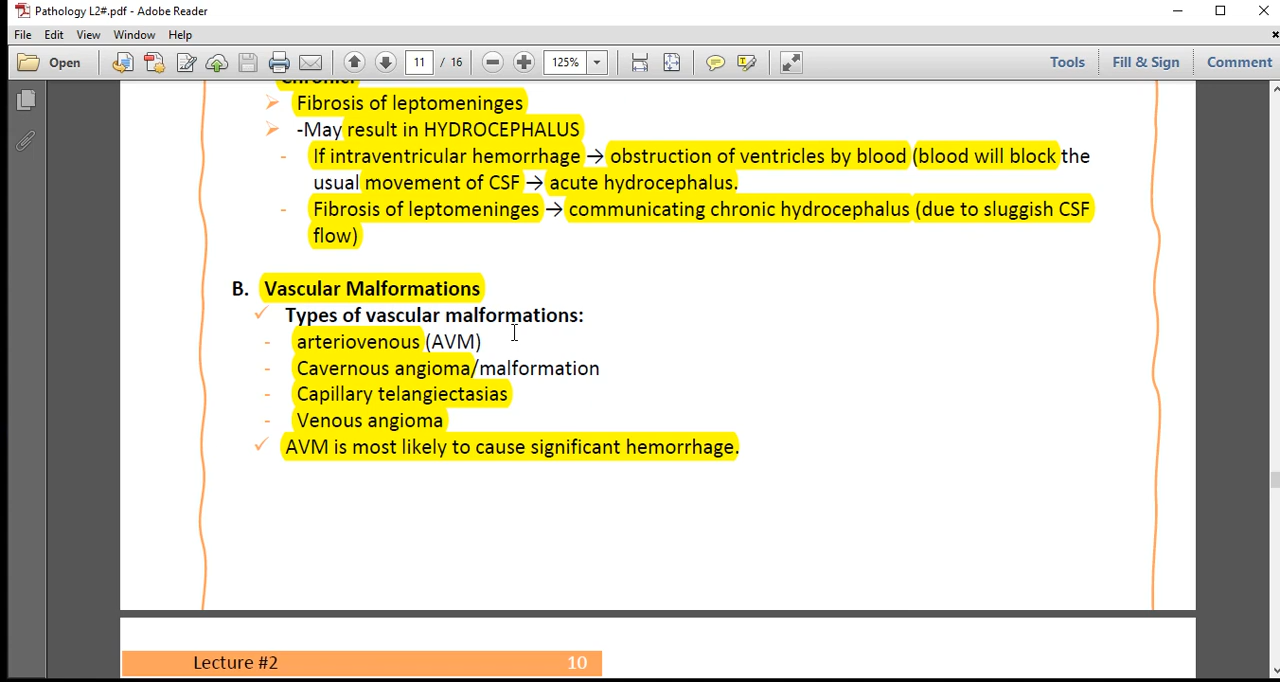 Pathology L2#.pdf - Adobe Reader
File Edit View Window Help
Open 11 / 16 125% Tools Fill & Sign Comment
Chronic:
➢ Fibrosis of leptomeninges
➢ -May result in HYDROCEPHALUS
- If intraventricular hemorrhage → obstruction of ventricles by blood (blood will block the
usual movement of CSF → acute hydrocephalus.
- Fibrosis of leptomeninges → communicating chronic hydrocephalus (due to sluggish CSF
flow)
B. Vascular Malformations
✓ Types of vascular malformations:
- arteriovenous (AVM)
- Cavernous angioma/malformation
- Capillary telangiectasias
- Venous angioma
✓ AVM is most likely to cause significant hemorrhage.
Lecture #2 10